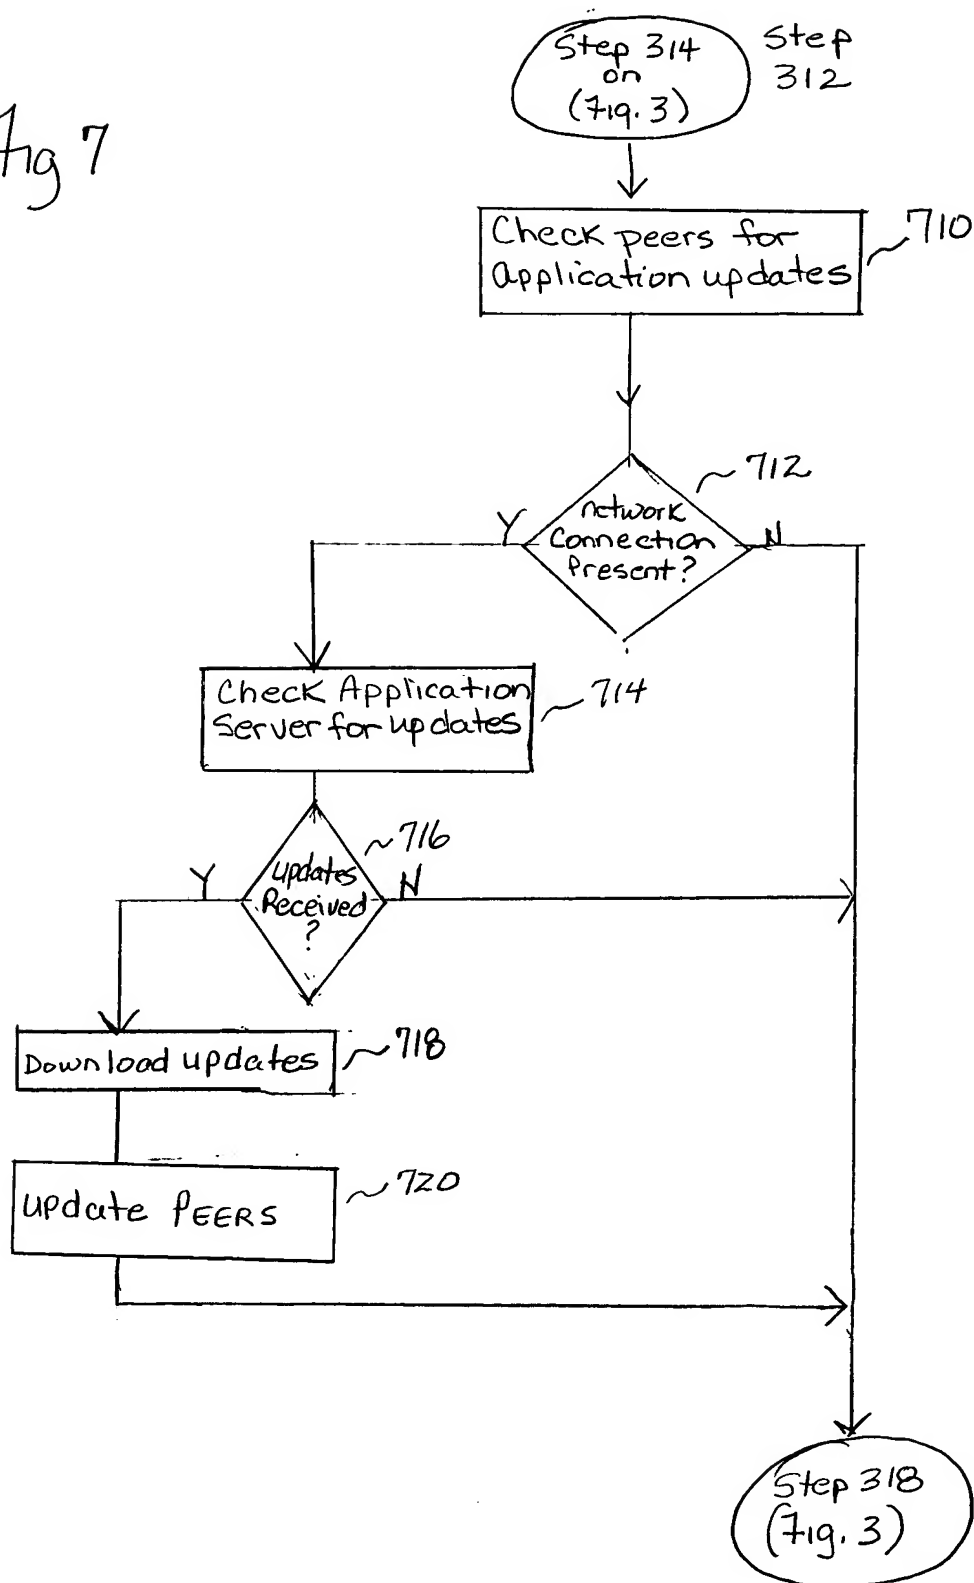 Fig 7
Step 314
on
(Fig. 3)
Step
312
Check peers for
Application updates
710
network
Connection
Present?
712
Y
N
Check Application
Server for updates
714
updates
Received
?
716
Y
N
Download updates
718
update PEERS
720
Step 318
(Fig. 3)